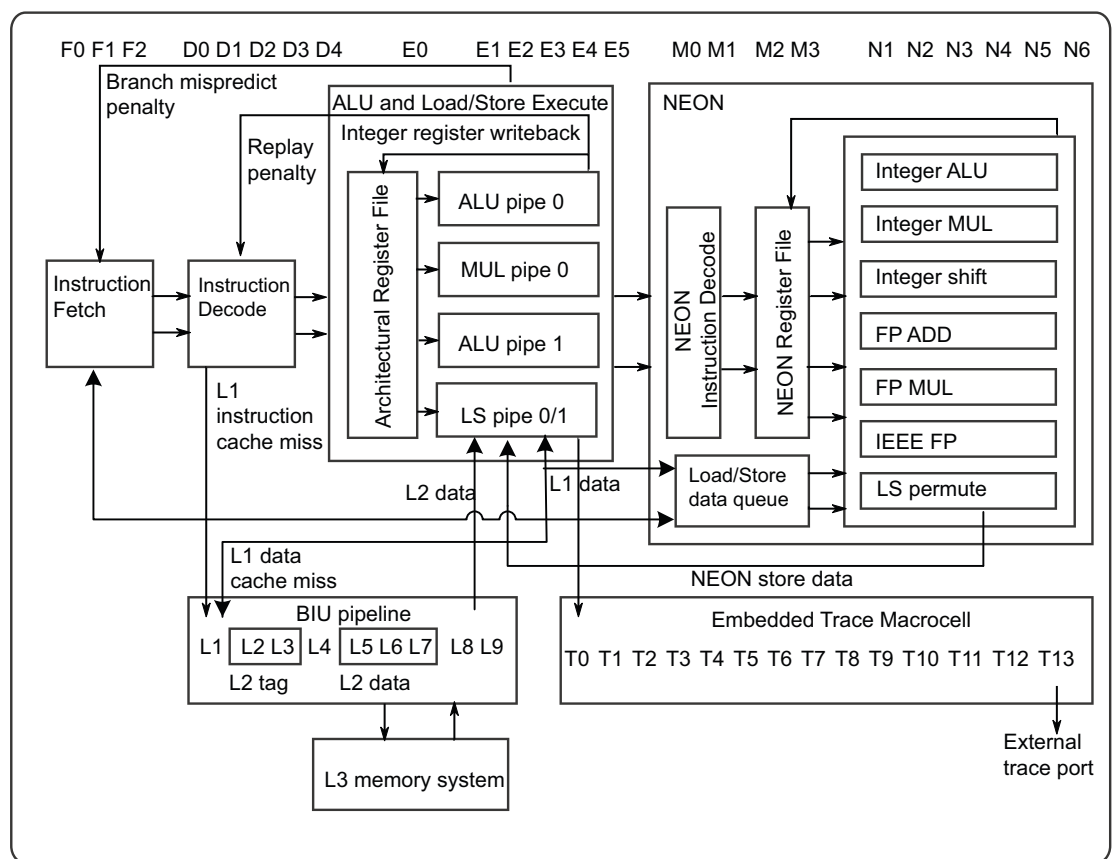 F0 F1 F2 D0 D1 D2 D3 D4 E0 E1 E2 E3 E4 E5 M0 M1 M2 M3 N1 N2 N3 N4 N5 N6
Branch mispredict
penalty
ALU and Load/Store Execute
NEON
Integer register writeback
Replay
penalty
Instruction
Fetch
Instruction
Decode
Architectural Register File
ALU pipe 0
MUL pipe 0
ALU pipe 1
LS pipe 0/1
NEON
Instruction Decode
NEON Register File
Integer ALU
Integer MUL
Integer shift
FP ADD
FP MUL
IEEE FP
LS permute
Load/Store
data queue
L1
instruction
cache miss
L2 data
L1 data
L1 data
cache miss
NEON store data
BIU pipeline
L1 L2 L3 L4 L5 L6 L7 L8 L9
L2 tag L2 data
Embedded Trace Macrocell
T0 T1 T2 T3 T4 T5 T6 T7 T8 T9 T10 T11 T12 T13
L3 memory system
External
trace port